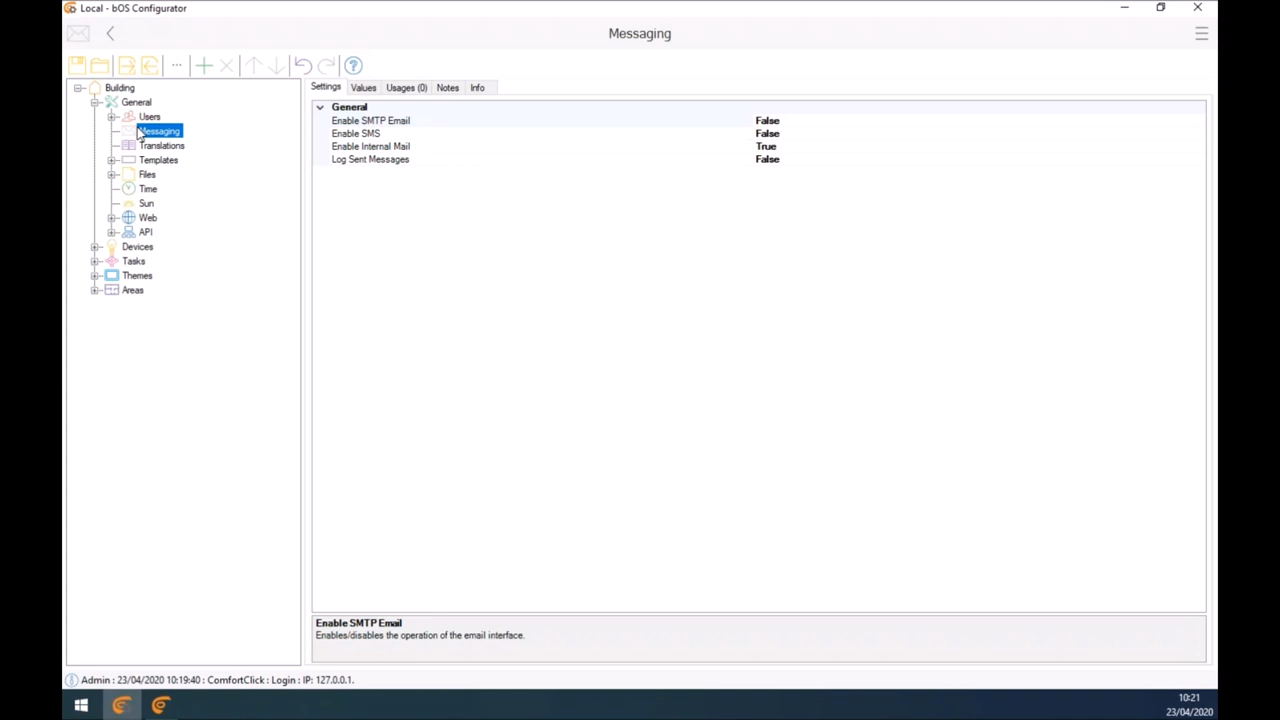 Local - bOS Configurator
Messaging
Building
General
Users
Messaging
Translations
Templates
Files
Time
Sun
Web
API
Devices
Tasks
Themes
Areas
Settings Values Usages (0) Notes Info
General
Enable SMTP Email False
Enable SMS False
Enable Internal Mail True
Log Sent Messages False
Enable SMTP Email
Enables/disables the operation of the email interface.
Admin : 23/04/2020 10:19:40 : ComfortClick : Login : IP: 127.0.0.1.
10:21
23/04/2020